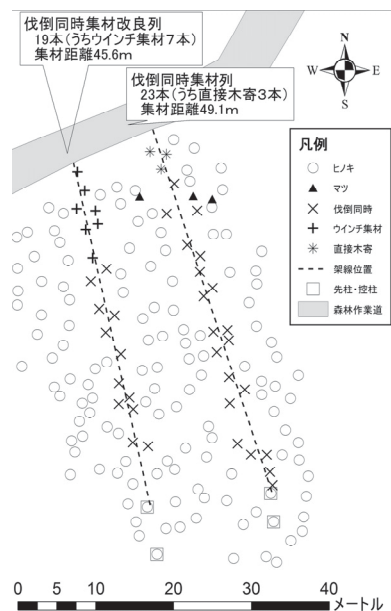 伐倒同時集材改良列
19本(うちウインチ集材7本)
集材距離45.6m
伐倒同時集材列
23本(うち直接木寄3本)
集材距離49.1m
N
W E
S
凡例
ヒノキ
マツ
伐倒同時
ウインチ集材
直接木寄
架線位置
先柱・控柱
森林作業道
0 5 10 20 30 40
メートル